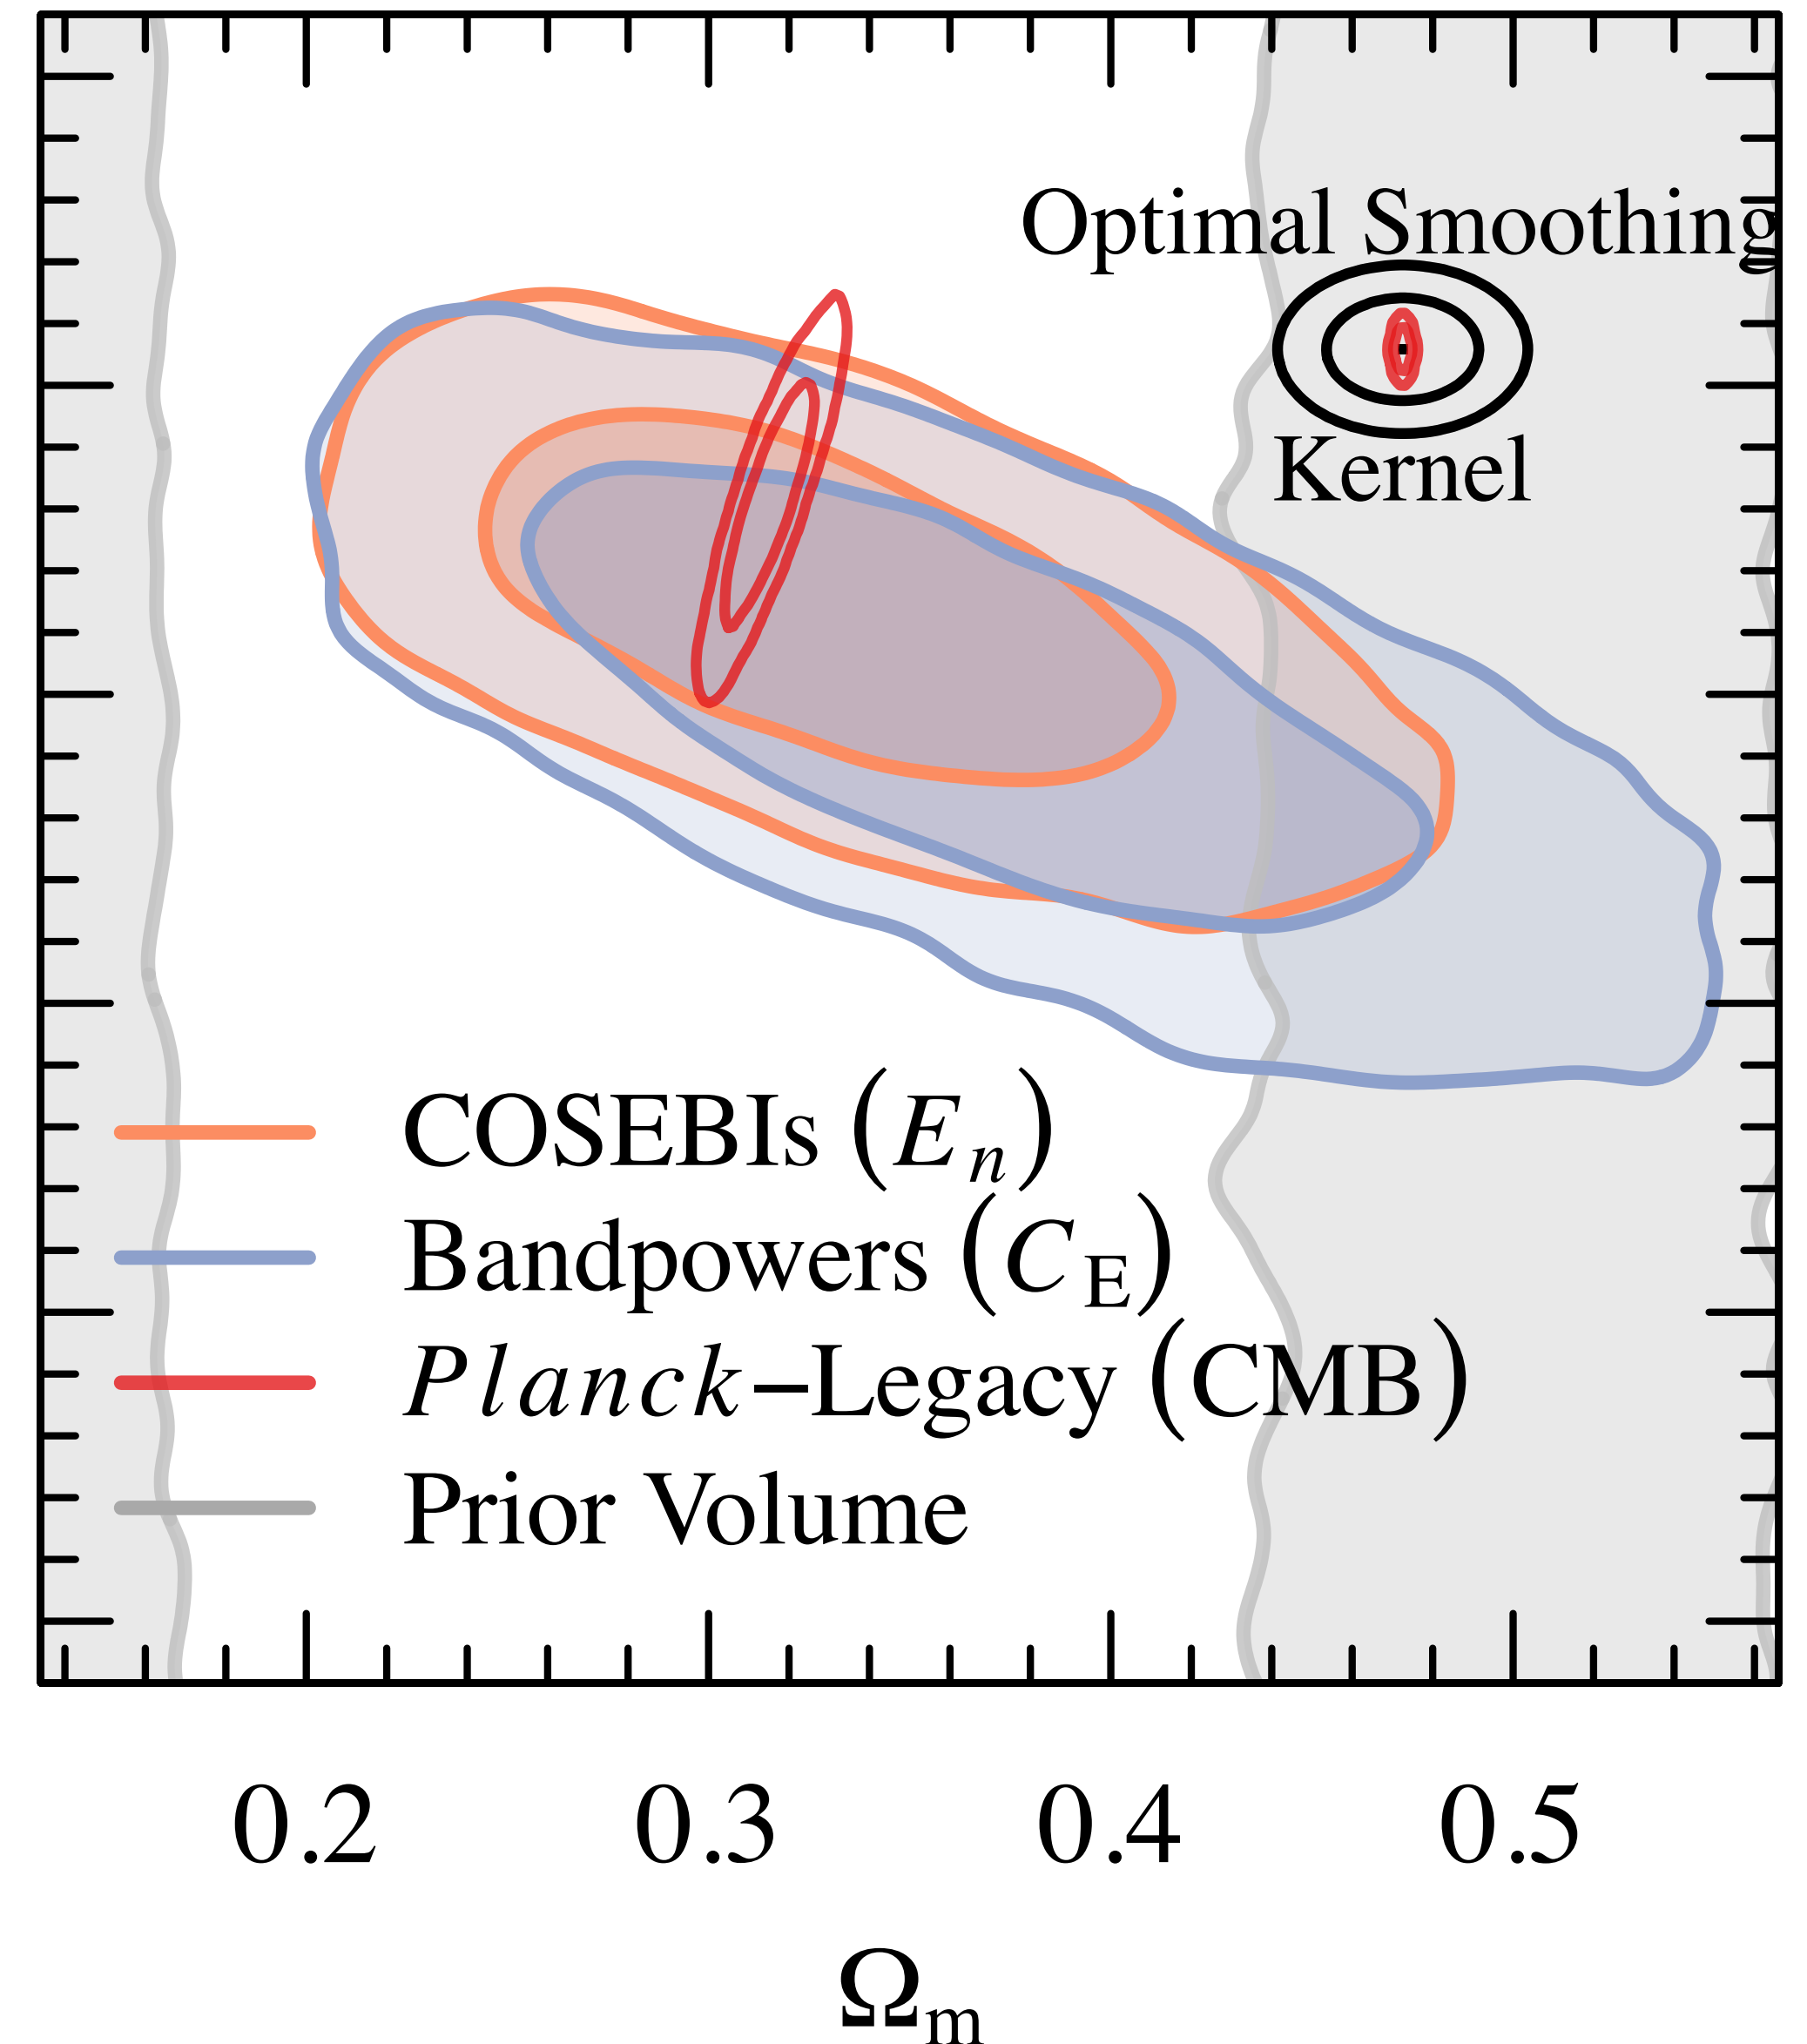 Optimal Smoothing
Kernel
COSEBIs (Eₙ)
Bandpowers (C_E)
Planck–Legacy (CMB)
Prior Volume
0.2 0.3 0.4 0.5
Ωₘ